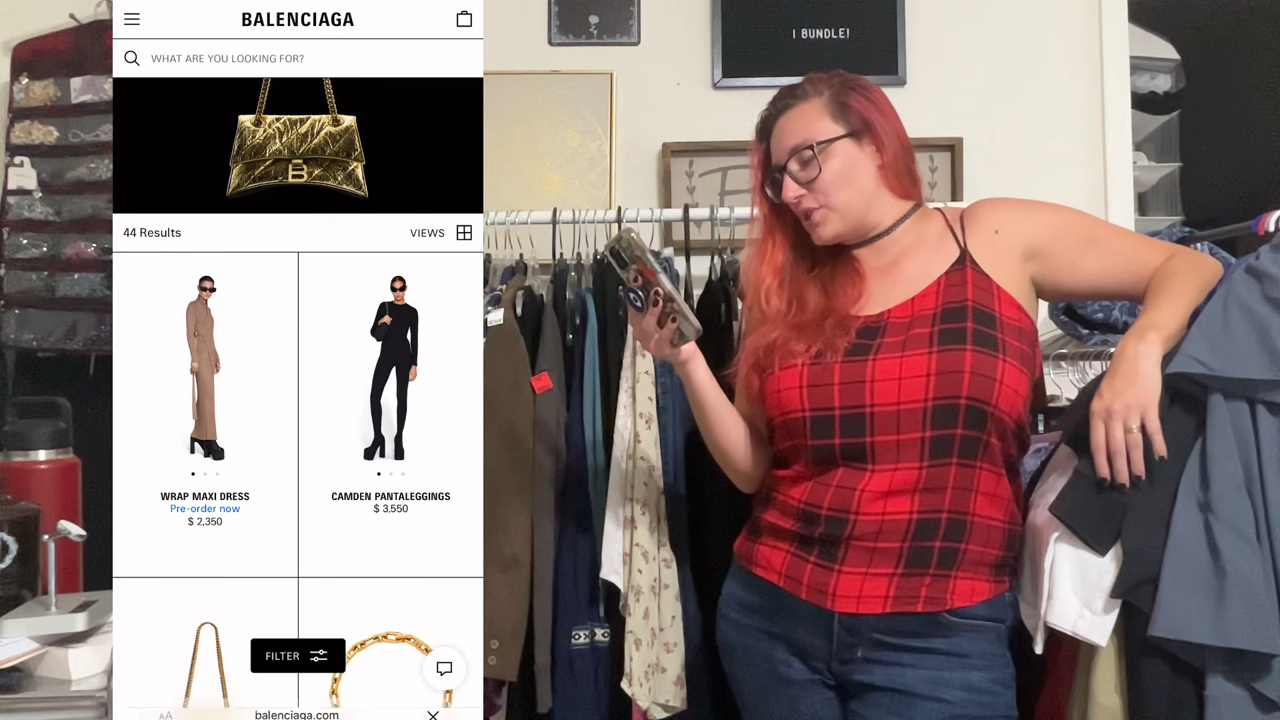 BALENCIAGA
WHAT ARE YOU LOOKING FOR?
44 Results
VIEWS
WRAP MAXI DRESS
Pre-order now
$ 2,350
CAMDEN PANTALEGGINGS
$ 3,550
FILTER
AA
balenciaga.com
I BUNDLE!